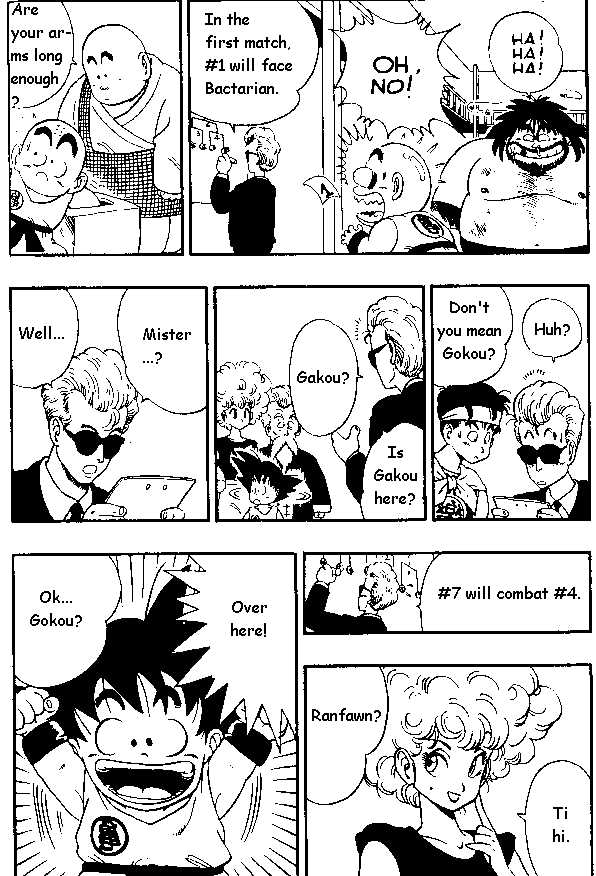 Are
your ar-
ms long
enough
?
In the
first match,
#1 will face
Bactarian.
1
OH,
NO!
HA!
HA!
HA!
Well...
Mister
...?
Gakou?
Is
Gakou
here?
Don't
you mean
Gokou?
Huh?
Ok...
Gokou?
Over
here!
#7 will combat #4.
Ranfawn?
Ti
hi.